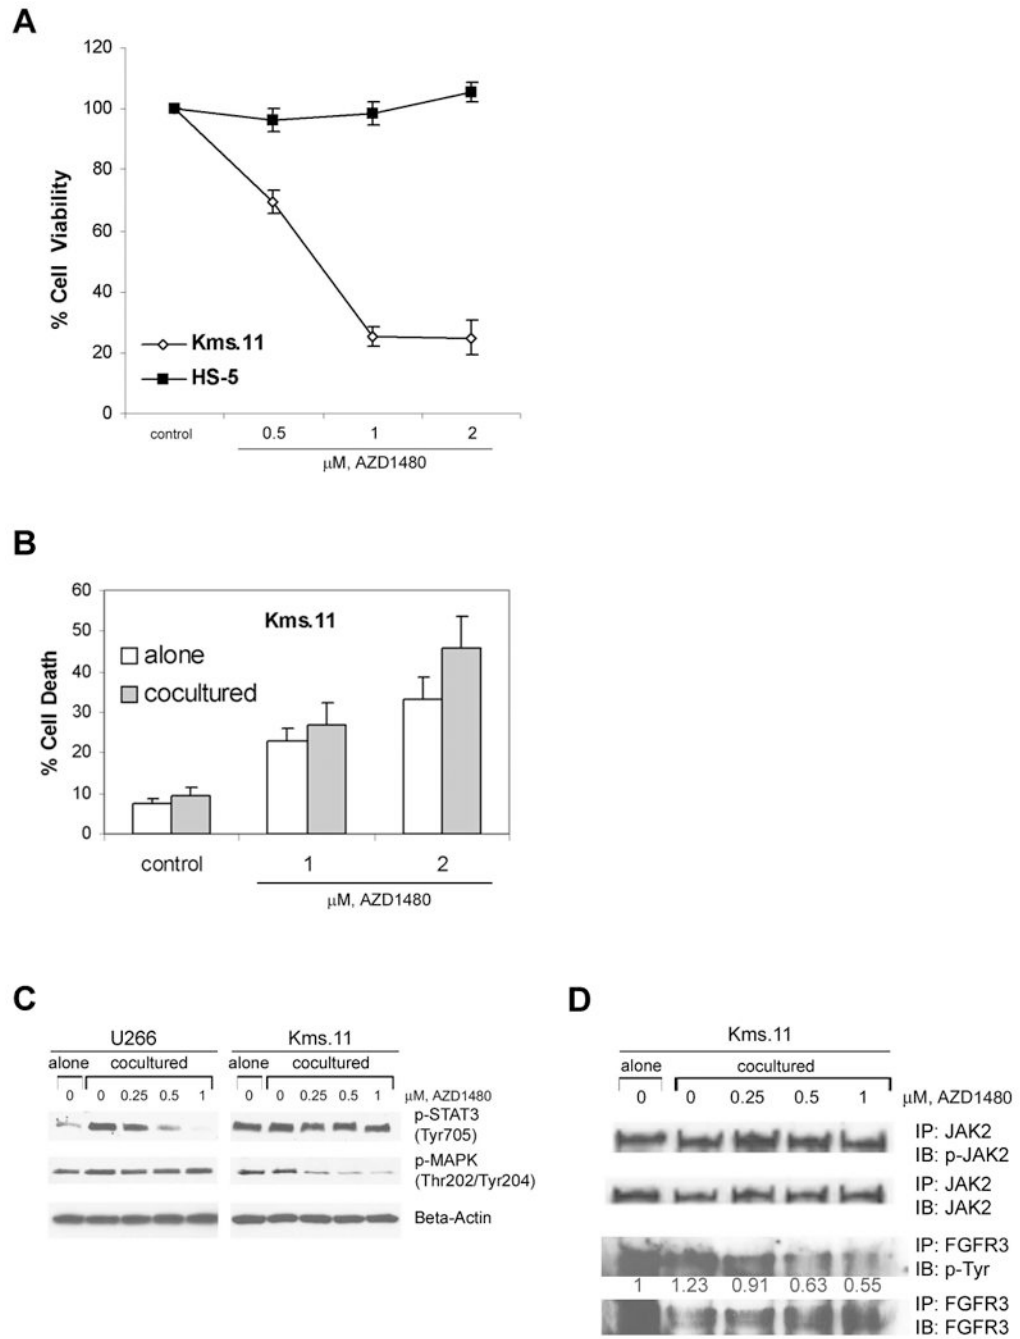 A
120
100
80
60
40
20
0
% Cell Viability
Kms.11
HS-5
control 0.5 1 2
μM, AZD1480
B
60
50
40
30
20
10
0
% Cell Death
Kms.11
alone
cocultured
control 1 2
μM, AZD1480
C
U266 Kms.11
alone cocultured alone cocultured
0 0 0.25 0.5 1 0 0 0.25 0.5 1 μM, AZD1480
p-STAT3
(Tyr705)
p-MAPK
(Thr202/Tyr204)
Beta-Actin
D
Kms.11
alone cocultured
0 0 0.25 0.5 1 μM, AZD1480
IP: JAK2
IB: p-JAK2
IP: JAK2
IB: JAK2
IP: FGFR3
IB: p-Tyr
1 1.23 0.91 0.63 0.55
IP: FGFR3
IB: FGFR3